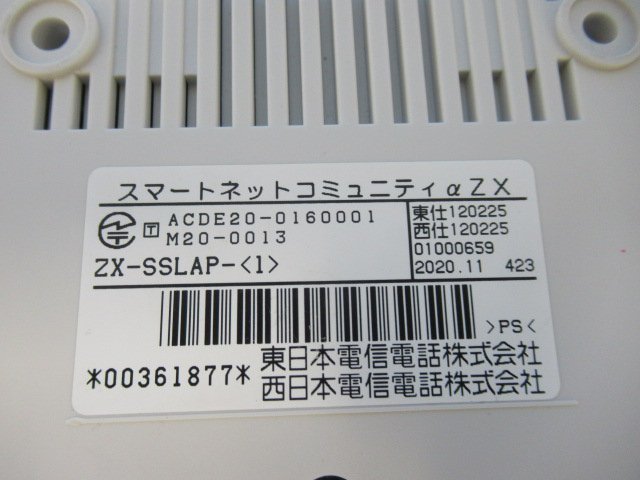 スマートネットコミュニティαZX
T ACDE20-0160001
M20-0013
ZX-SSLAP-<1>
東仕120225
西仕120225
01000659
2020.11 423
>PS<
*00361877*
東日本電信電話株式会社
西日本電信電話株式会社